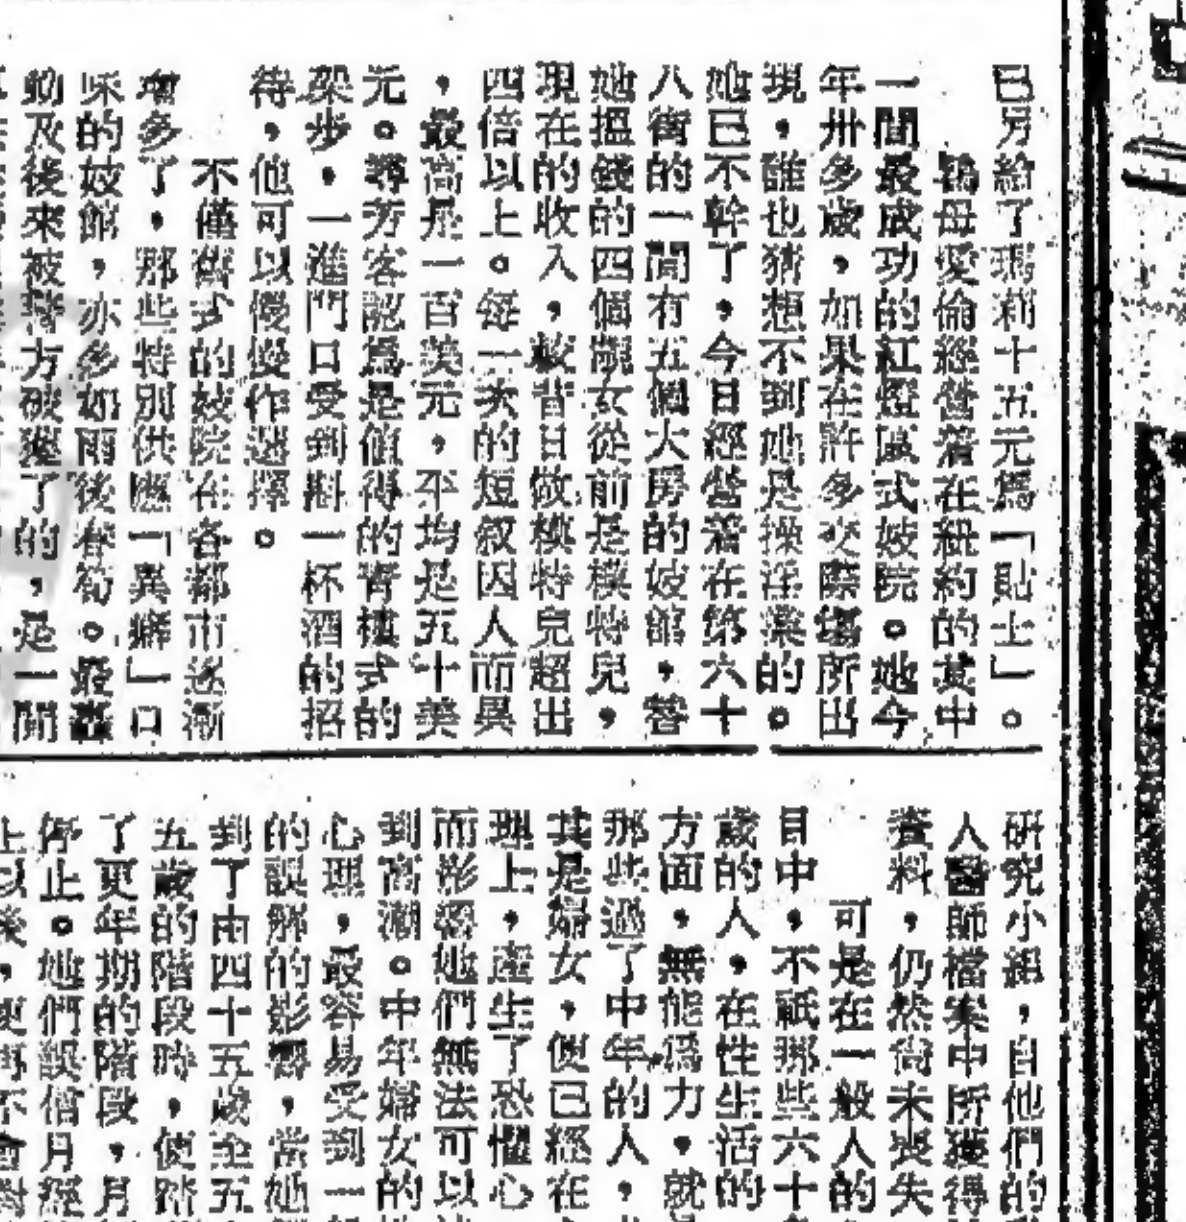 已另給了瑪莉十五元爲「貼士」。
鴇母愛倫經營著在紐約的其中
一間最成功的紅燈區式妓院。她今
年卅多歲，如果在許多交際場所出
現，誰也猜想不到她是操淫業的。
她已不幹了，今日經營着在第六十
八街的一間有五個大房的妓館，替
她搵錢的四個靚女從前是模特兒，
現在的收入，較昔日做模特兒超出
四倍以上。每一次的短叙因人而異
，最高是一百美元，平均是五十美
元。尋芳客認爲是值得的青樓式的
架步，一進門口受到斟一杯酒的招
待，他可以慢慢作選擇。
不僅舊式的妓院在各都市逐漸
增多了，那些特別供應「異癖」口
味的妓館，亦多如雨後春筍。最轟
動及後來被警方破獲了的，是一間
研究小組，自他們的
人醫師檔案中所獲得
資料，仍然尚未喪失
可是在一般人的
目中，不祇那些六十
歲的人，在性生活的
方面，無能爲力，就
那些過了中年的人，
其是婦女，便已經在
理上，產生了恐懼心
而影響她們無法可以
到高潮。中年婦女的
心理，最容易受到一
的誤解的影響，當她
到了由四十五歲至五
五歲的階段時，便踏
了更年期的階段，月
停止。她們誤信月經
上以後，便再不會對